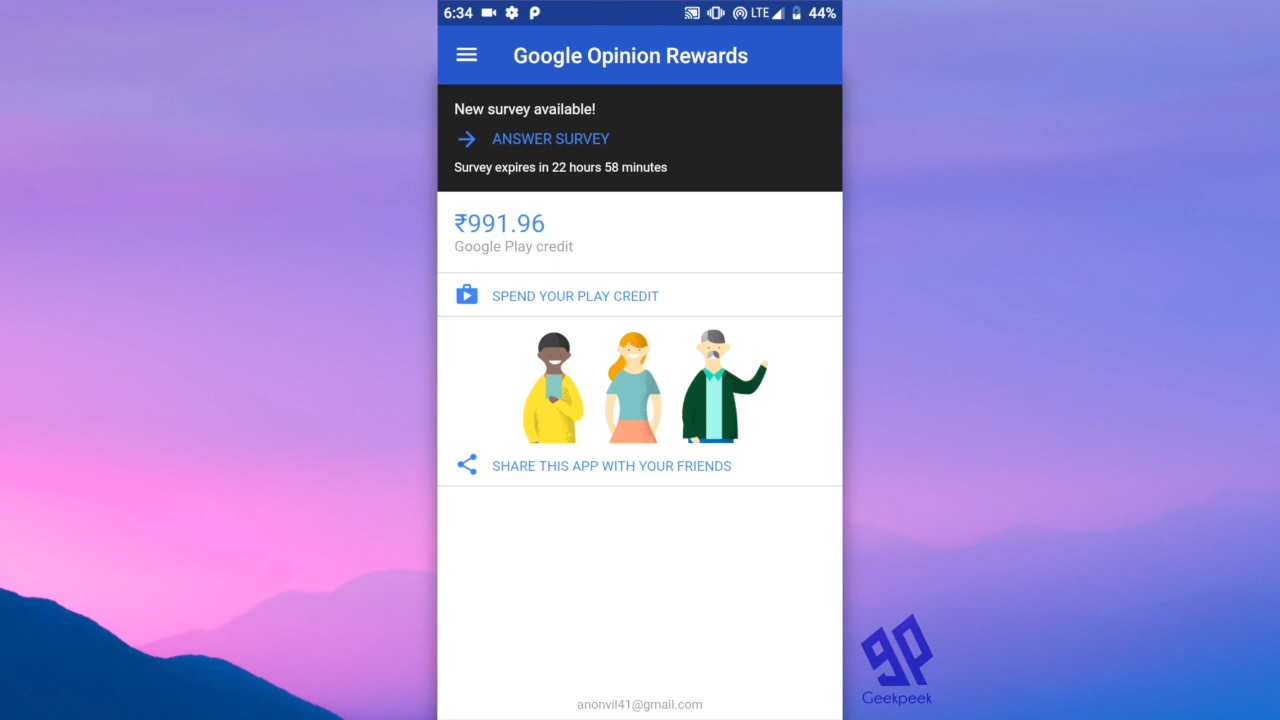 6:34 LTE 44%
Google Opinion Rewards
New survey available!
ANSWER SURVEY
Survey expires in 22 hours 58 minutes
₹991.96
Google Play credit
SPEND YOUR PLAY CREDIT
SHARE THIS APP WITH YOUR FRIENDS
anonvil41@gmail.com
gp
Geekpeek